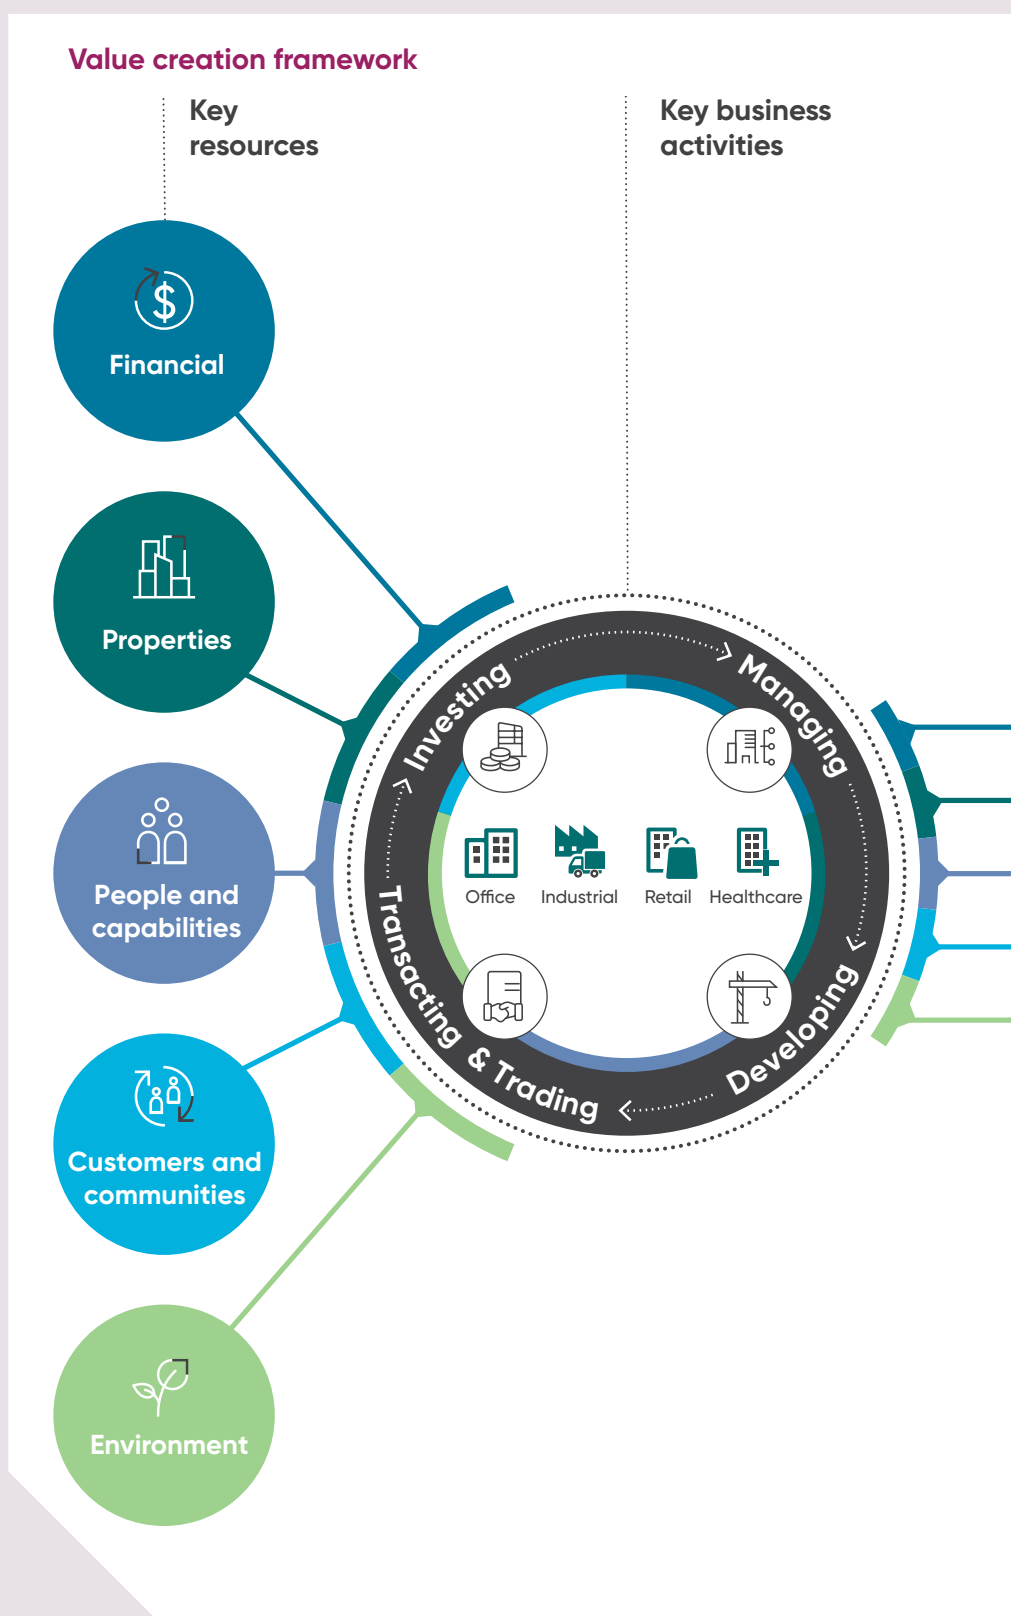 Value creation framework
Key
resources
Key business
activities
$
Financial
Properties
People and
capabilities
Customers and
communities
Environment
Investing
Managing
Developing
Transacting & Trading
Office
Industrial
Retail
Healthcare